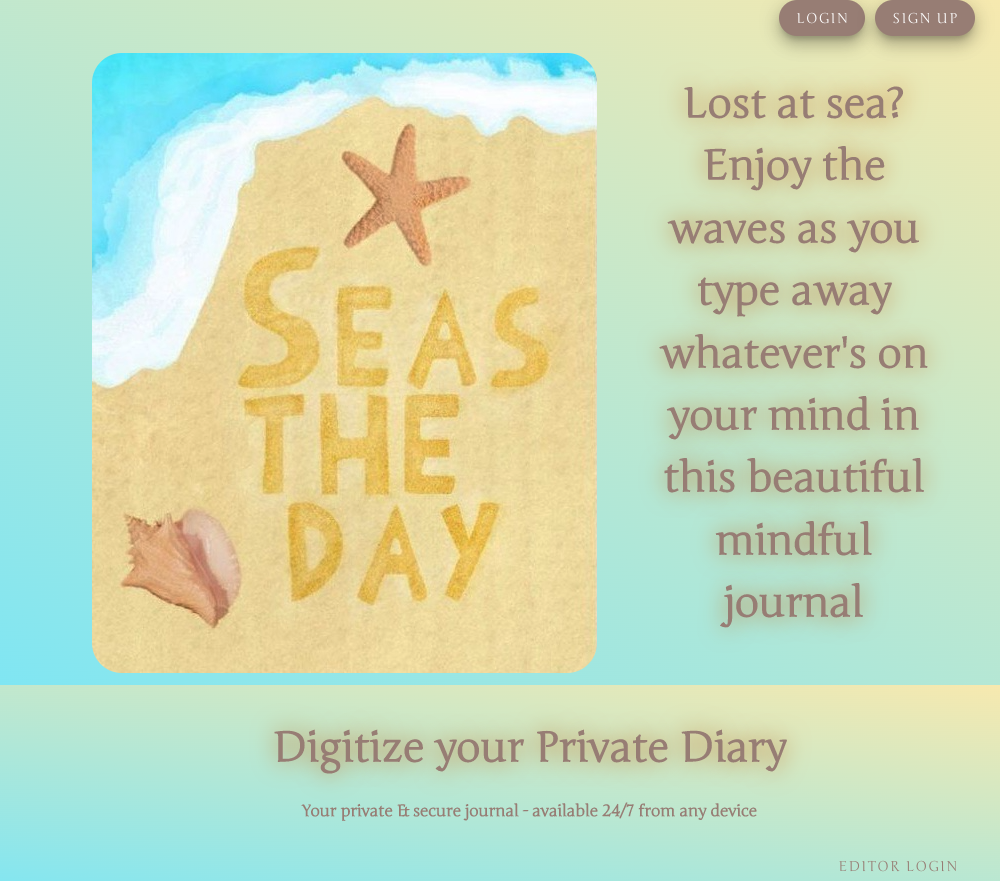 LOGIN
SIGN UP
SEAS
THE
DAY
Lost at sea?
Enjoy the
waves as you
type away
whatever's on
your mind in
this beautiful
mindful
journal
Digitize your Private Diary
Your private & secure journal - available 24/7 from any device
EDITOR LOGIN